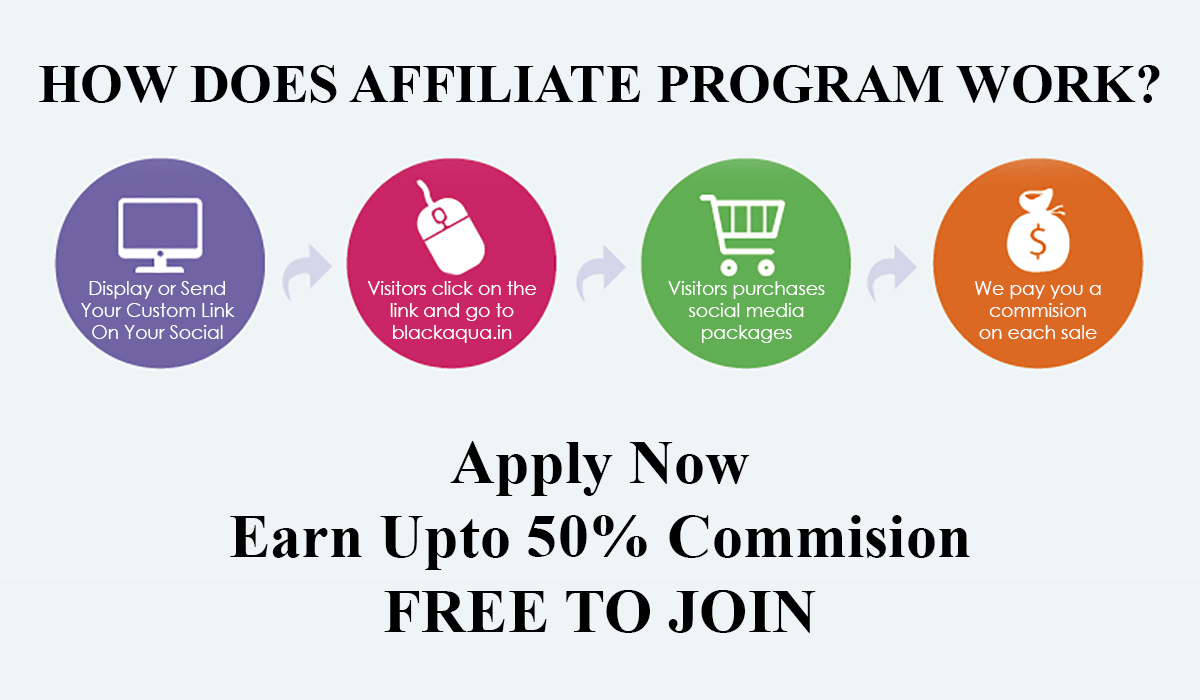 HOW DOES AFFILIATE PROGRAM WORK?
Display or Send
Your Custom Link
On Your Social
Visitors click on the
link and go to
blackaqua.in
Visitors purchases
social media
packages
We pay you a
commision
on each sale
Apply Now
Earn Upto 50% Commision
FREE TO JOIN